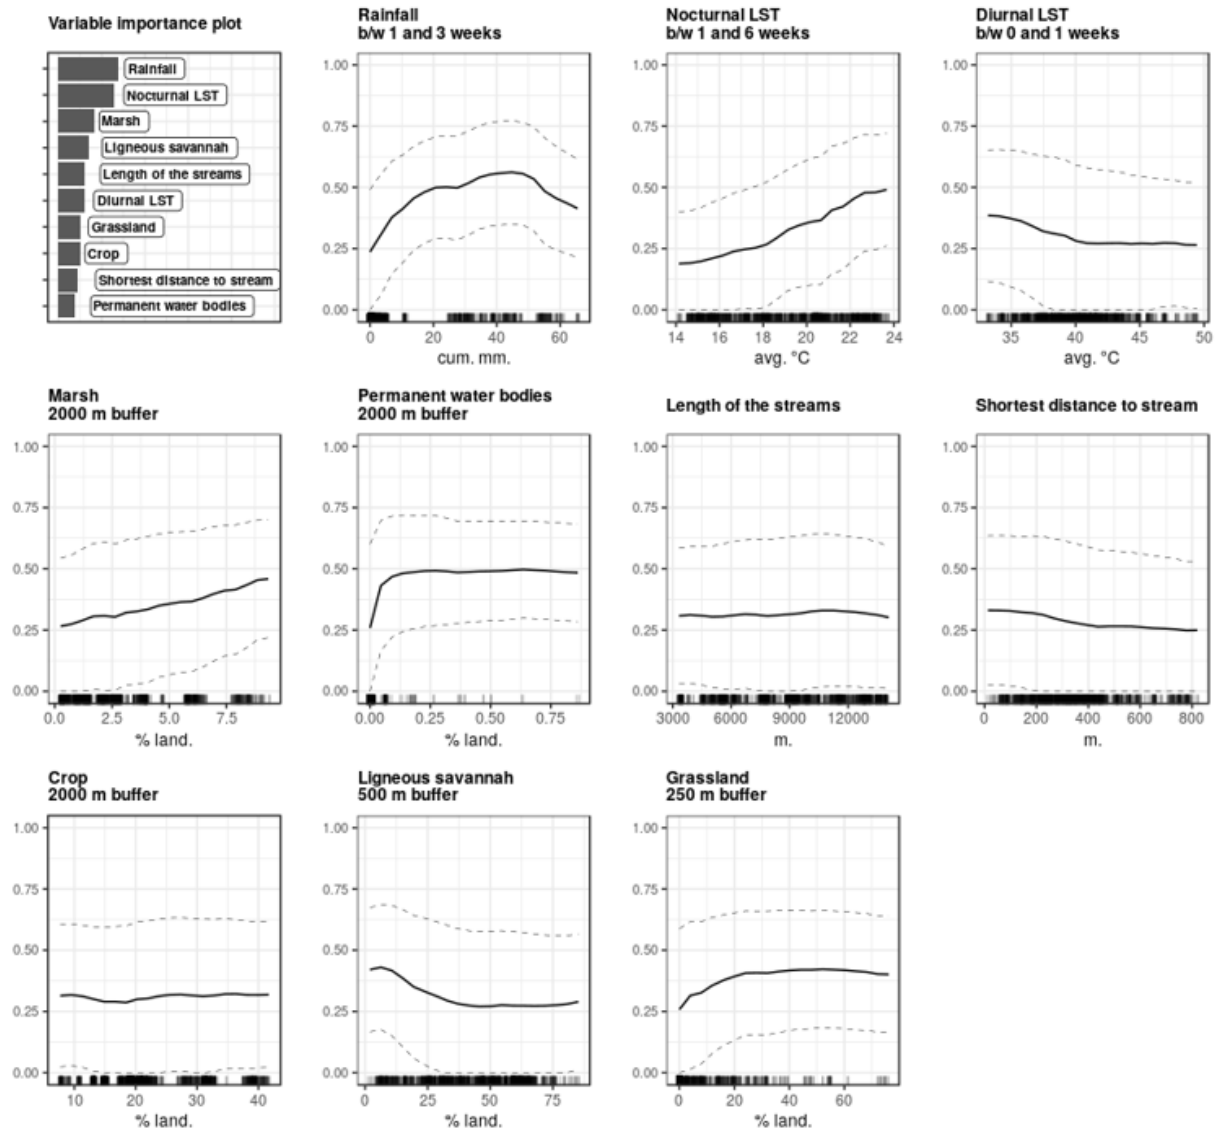 Variable importance plot
Rainfall
Nocturnal LST
Marsh
Ligneous savannah
Length of the streams
Diurnal LST
Grassland
Crop
Shortest distance to stream
Permanent water bodies
Rainfall
b/w 1 and 3 weeks
1.00
0.75
0.50
0.25
0.00
0 20 40 60
cum. mm.
Nocturnal LST
b/w 1 and 6 weeks
1.00
0.75
0.50
0.25
0.00
14 16 18 20 22 24
avg. °C
Diurnal LST
b/w 0 and 1 weeks
1.00
0.75
0.50
0.25
0.00
35 40 45 50
avg. °C
Marsh
2000 m buffer
1.00
0.75
0.50
0.25
0.00
0.0 2.5 5.0 7.5
% land.
Permanent water bodies
2000 m buffer
1.00
0.75
0.50
0.25
0.00
0.00 0.25 0.50 0.75
% land.
Length of the streams
1.00
0.75
0.50
0.25
0.00
3000 6000 9000 12000
m.
Shortest distance to stream
1.00
0.75
0.50
0.25
0.00
0 200 400 600 800
m.
Crop
2000 m buffer
1.00
0.75
0.50
0.25
0.00
10 20 30 40
% land.
Ligneous savannah
500 m buffer
1.00
0.75
0.50
0.25
0.00
0 25 50 75
% land.
Grassland
250 m buffer
1.00
0.75
0.50
0.25
0.00
0 20 40 60
% land.